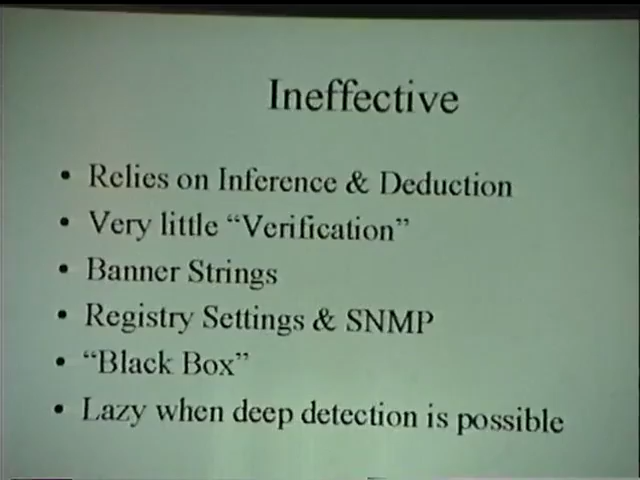 Ineffective
• Relies on Inference & Deduction
• Very little “Verification”
• Banner Strings
• Registry Settings & SNMP
• “Black Box”
• Lazy when deep detection is possible